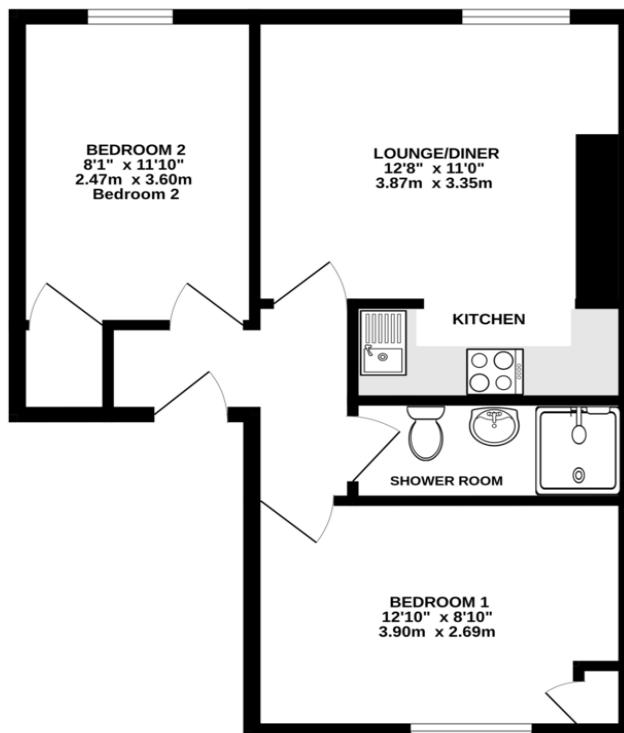 BEDROOM 2
8'1" x 11'10"
2.47m x 3.60m
Bedroom 2
LOUNGE/DINER
12'8" x 11'0"
3.87m x 3.35m
KITCHEN
SHOWER ROOM
BEDROOM 1
12'10" x 8'10"
3.90m x 2.69m